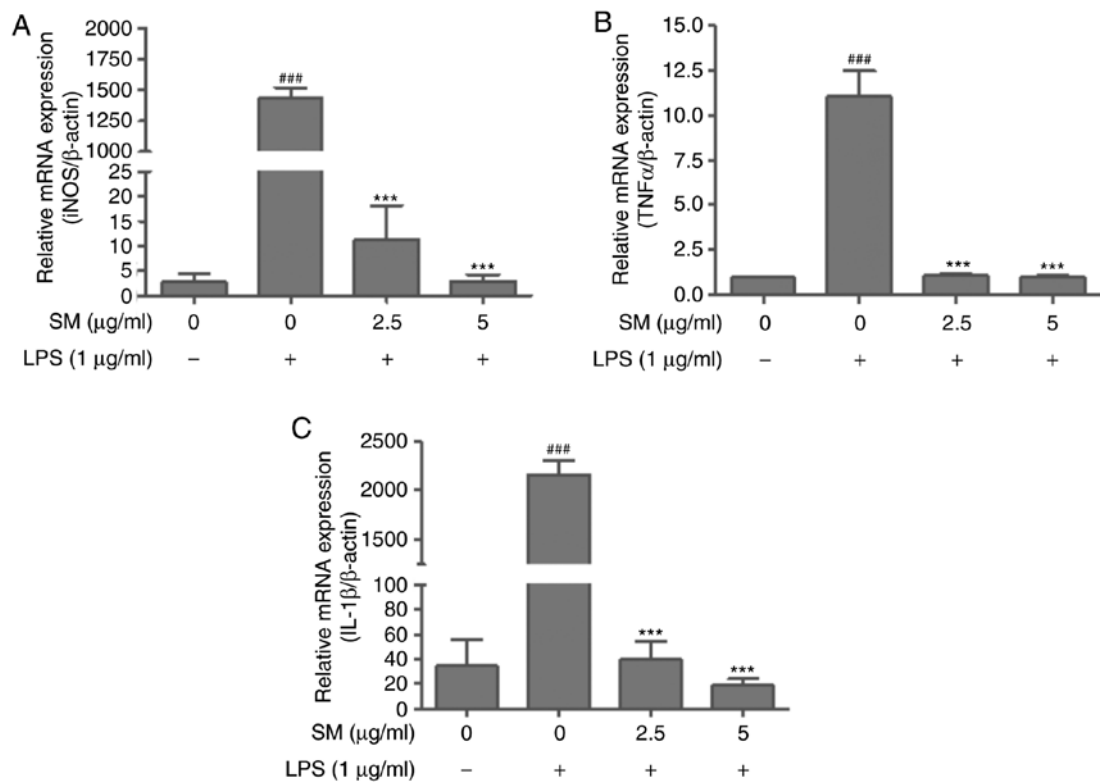 A
Relative mRNA expression
(iNOS/β-actin)
2000
1750
1500
1250
1000
25
20
15
10
5
0
###
***
***
SM (μg/ml) 0 0 2.5 5
LPS (1 μg/ml) − + + +
B
Relative mRNA expression
(TNFα/β-actin)
15.0
12.5
10.0
7.5
5.0
2.5
0.0
###
***
***
SM (μg/ml) 0 0 2.5 5
LPS (1 μg/ml) − + + +
C
Relative mRNA expression
(IL-1β/β-actin)
2500
2000
1500
100
80
60
40
20
0
###
***
***
SM (μg/ml) 0 0 2.5 5
LPS (1 μg/ml) − + + +